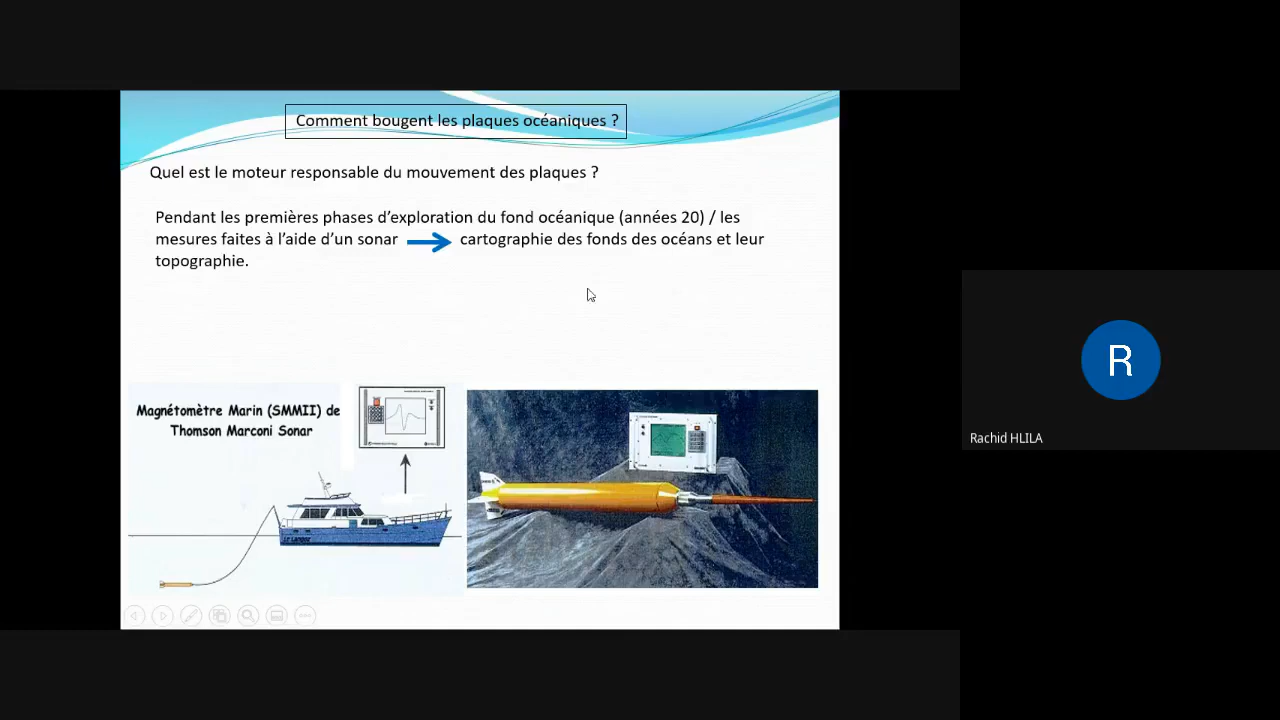 Comment bougent les plaques océaniques ?
Quel est le moteur responsable du mouvement des plaques ?
Pendant les premières phases d’exploration du fond océanique (années 20) / les
mesures faites à l’aide d’un sonar cartographie des fonds des océans et leur
topographie.
Magnétomètre Marin (SMMII) de
Thomson Marconi Sonar
R
Rachid HLILA